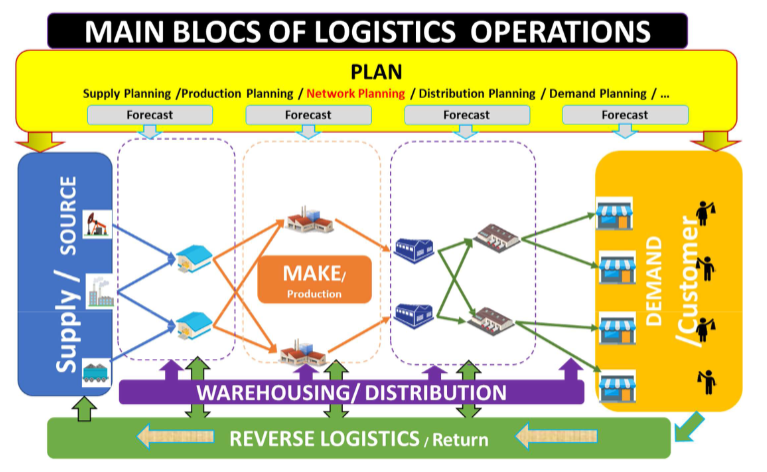 MAIN BLOCS OF LOGISTICS OPERATIONS
PLAN
Supply Planning /Production Planning / Network Planning / Distribution Planning / Demand Planning / ...
Forecast
Forecast
Forecast
Forecast
Supply / SOURCE
MAKE/
Production
DEMAND
/Customer
WAREHOUSING/ DISTRIBUTION
REVERSE LOGISTICS / Return